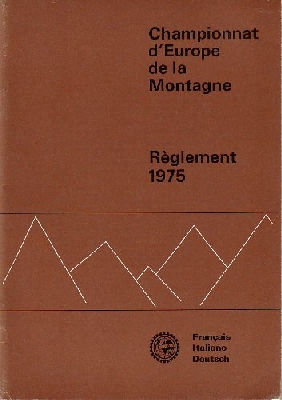 Championnat
d'Europe
de la
Montagne
Règlement
1975
Français
Italiano
Deutsch